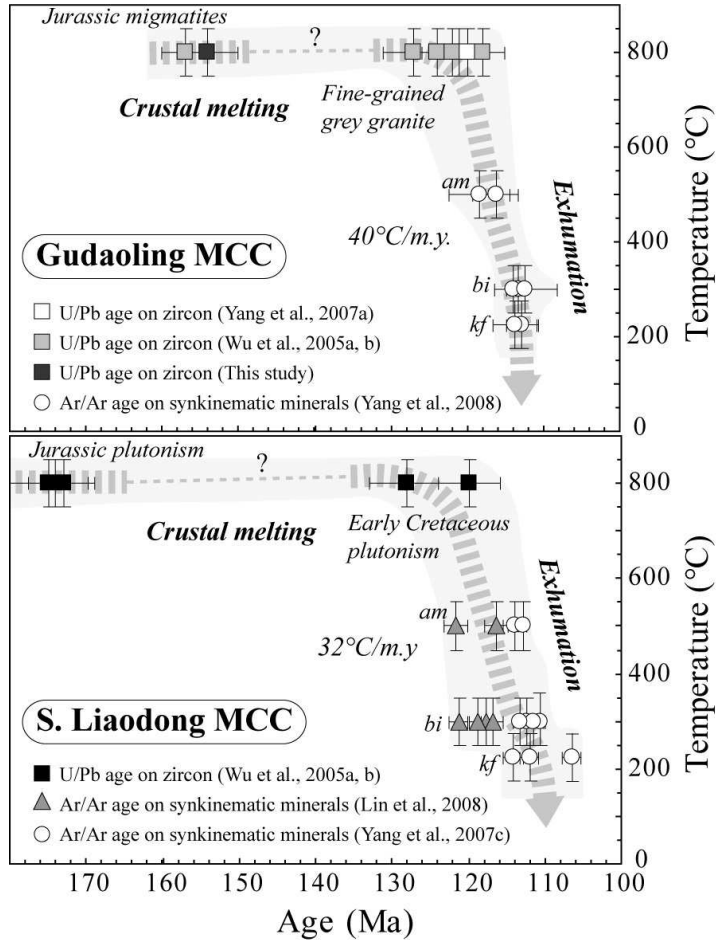 Jurassic migmatites
?
800
Crustal melting
Fine-grained
grey granite
600
am
Exhumation
40°C/m.y.
400
Gudaoling MCC
bi
kf
200
U/Pb age on zircon (Yang et al., 2007a)
U/Pb age on zircon (Wu et al., 2005a, b)
U/Pb age on zircon (This study)
Ar/Ar age on synkinematic minerals (Yang et al., 2008)
0
Temperature (°C)
Jurassic plutonism
?
800
Crustal melting
Early Cretaceous
plutonism
600
am
Exhumation
32°C/m.y
400
S. Liaodong MCC
bi
kf
200
U/Pb age on zircon (Wu et al., 2005a, b)
Ar/Ar age on synkinematic minerals (Lin et al., 2008)
Ar/Ar age on synkinematic minerals (Yang et al., 2007c)
0
Temperature (°C)
170 160 150 140 130 120 110 100
Age (Ma)